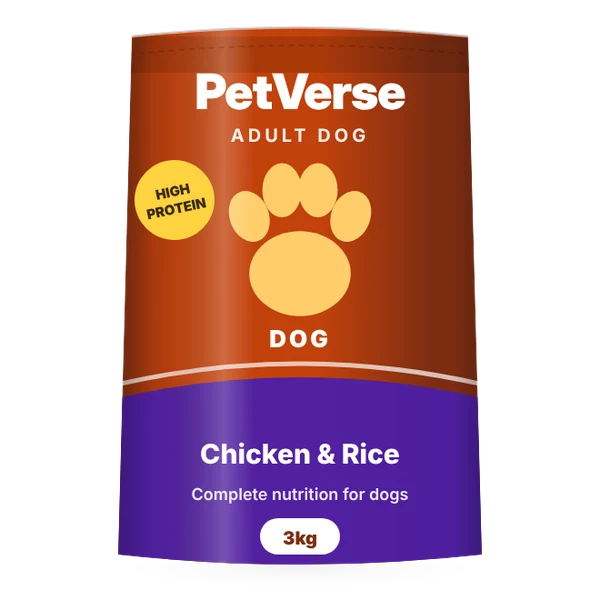 PetVerse
ADULT DOG
HIGH
PROTEIN
DOG
Chicken & Rice
Complete nutrition for dogs
3kg